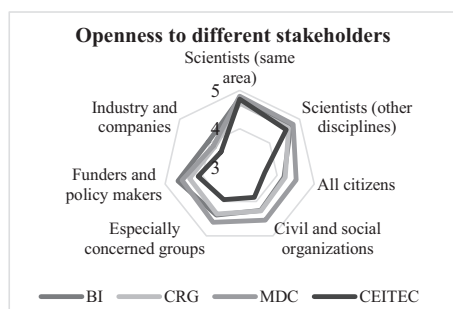 Openness to different stakeholders
Scientists (same
area)
5
4
3
Scientists (other
disciplines)
All citizens
Civil and social
organizations
Especially
concerned groups
Funders and
policy makers
Industry and
companies
BI CRG MDC CEITEC